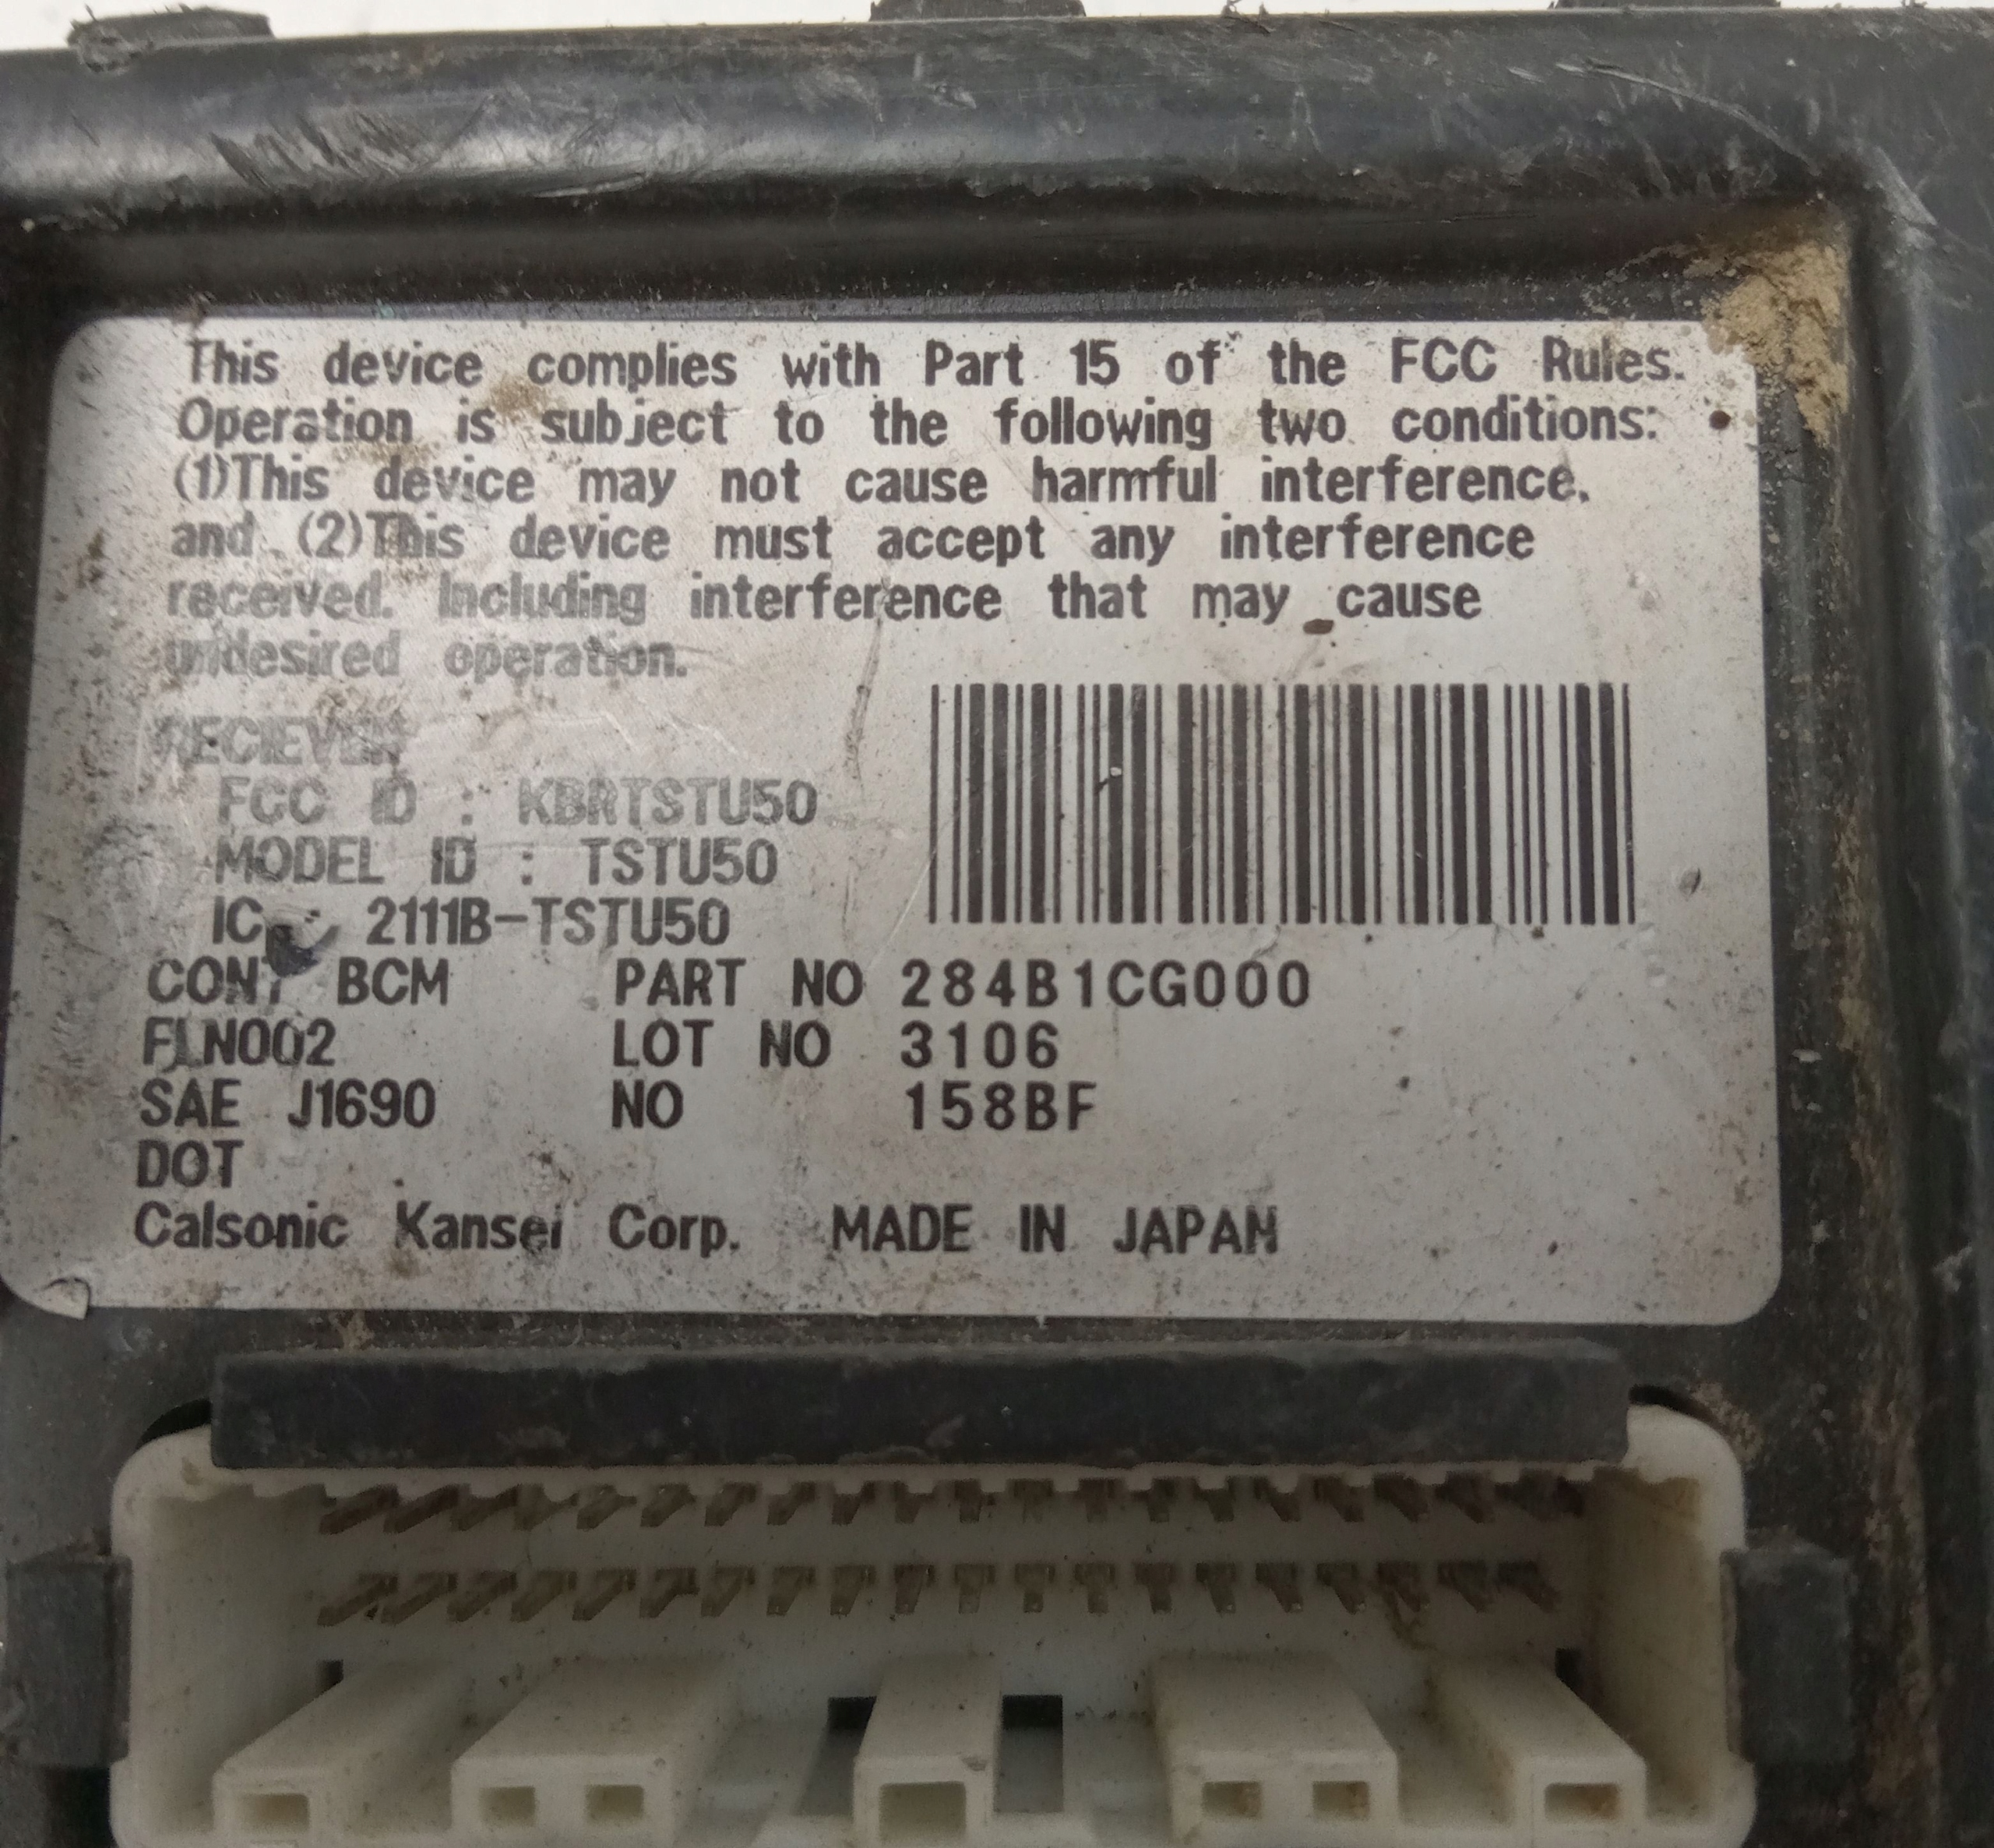 This device complies with Part 15 of the FCC Rules.
Operation is subject to the following two conditions:
(1)This device may not cause harmful interference,
and (2)This device must accept any interference
received. Including interference that may cause
undesired operation.
RECIEVER
FCC ID : KBRTSTU50
MODEL ID : TSTU50
IC : 2111B-TSTU50
CONT BCM PART NO 284B1CG000
FLN002 LOT NO 3106
SAE J1690 NO 158BF
DOT
Calsonic Kansei Corp. MADE IN JAPAN